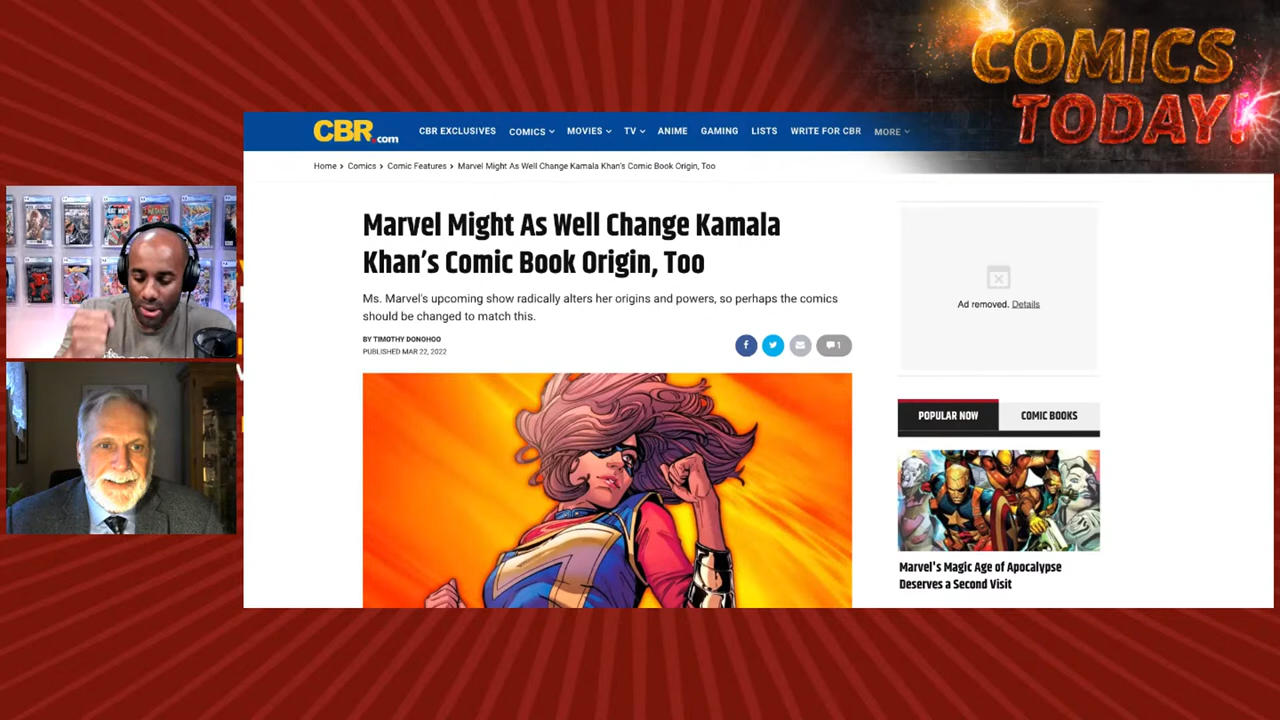 COMICS
TODAY!
CBR.com
CBR EXCLUSIVES COMICS MOVIES TV ANIME GAMING LISTS WRITE FOR CBR MORE
Home > Comics > Comic Features > Marvel Might As Well Change Kamala Khan's Comic Book Origin, Too
Marvel Might As Well Change Kamala
Khan's Comic Book Origin, Too
Ms. Marvel's upcoming show radically alters her origins and powers, so perhaps the comics
should be changed to match this.
BY TIMOTHY DONOHOO
PUBLISHED MAR 22, 2022
1
Ad removed. Details
POPULAR NOW COMIC BOOKS
Marvel's Magic Age of Apocalypse
Deserves a Second Visit